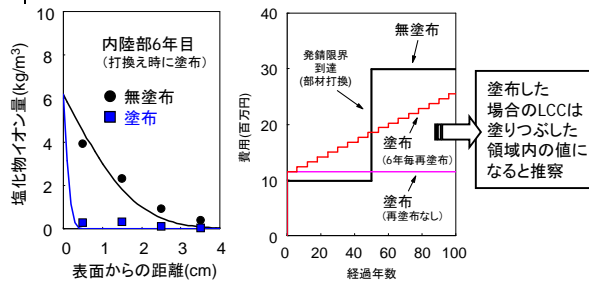 内陸部6年目
(打換え時に塗布)
無塗布
塗布
塩化物イオン量(kg/m³)
8
6
4
2
0
0 1 2 3 4
表面からの距離(cm)
費用(百万円)
40
30
20
10
0
0 20 40 60 80 100
経過年数
無塗布
発錆限界
到達
(部材打換)
塗布
(6年毎再塗布)
塗布
(再塗布なし)
塗布した
場合のLCCは
塗りつぶした
領域内の値に
なると推察